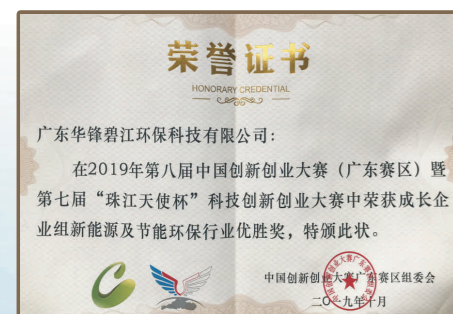 荣誉证书
HONORARY CREDENTIAL
广东华锋碧江环保科技有限公司：
在2019年第八届中国创新创业大赛（广东赛区）暨
第七届“珠江天使杯”科技创新创业大赛中荣获成长企
业组新能源及节能环保行业优胜奖，特颁此状。
中国创新创业大赛广东赛区组委会
二〇一九年十月